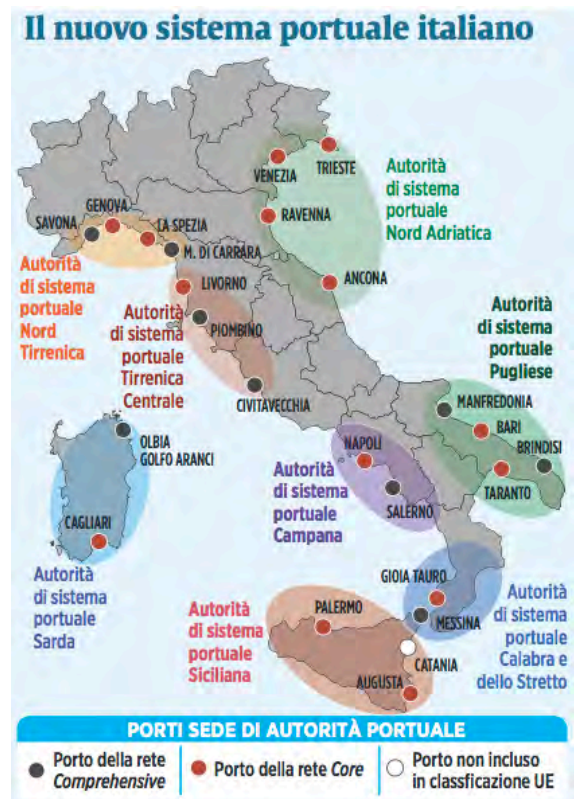 Il nuovo sistema portuale italiano
VENEZIA
TRIESTE
Autorità
di sistema
portuale
Nord Adriatica
RAVENNA
ANCONA
GENOVA
SAVONA
LA SPEZIA
M. DI CARRARA
Autorità
di sistema
portuale
Nord
Tirrenica
LIVORNO
Autorità
di sistema
portuale
Tirrenica
Centrale
PIOMBINO
CIVITAVECCHIA
Autorità
di sistema
portuale
Pugliese
MANFREDONIA
BARI
BRINDISI
TARANTO
OLBIA
GOLFO ARANCI
CAGLIARI
Autorità
di sistema
portuale
Sarda
NAPOLI
Autorità
di sistema
portuale
Campana
SALERNO
GIOIA TAURO
MESSINA
Autorità
di sistema
portuale
Calabra e
dello Stretto
Autorità
di sistema
portuale
Siciliana
PALERMO
CATANIA
AUGUSTA
PORTI SEDE DI AUTORITÀ PORTUALE
Porto della rete
Comprehensive
Porto della rete Core
Porto non incluso
in classficazione UE